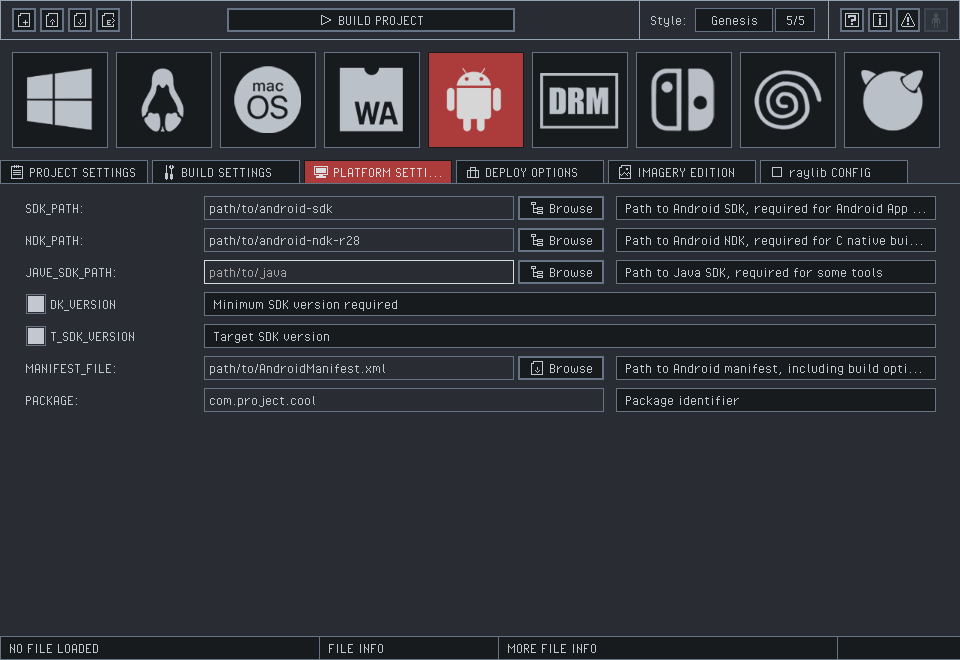 BUILD PROJECT
Style:
Genesis
5/5
mac
OS
WA
DRM
PROJECT SETTINGS
BUILD SETTINGS
PLATFORM SETTI...
DEPLOY OPTIONS
IMAGERY EDITION
raylib CONFIG
SDK_PATH:
path/to/android-sdk
Browse
Path to Android SDK, required for Android App ...
NDK_PATH:
path/to/android-ndk-r28
Browse
Path to Android NDK, required for C native bui...
JAVE_SDK_PATH:
path/to/java
Browse
Path to Java SDK, required for some tools
DK_VERSION
Minimum SDK version required
T_SDK_VERSION
Target SDK version
MANIFEST_FILE:
path/to/AndroidManifest.xml
Browse
Path to Android manifest, including build opti...
PACKAGE:
com.project.cool
Package identifier
NO FILE LOADED
FILE INFO
MORE FILE INFO